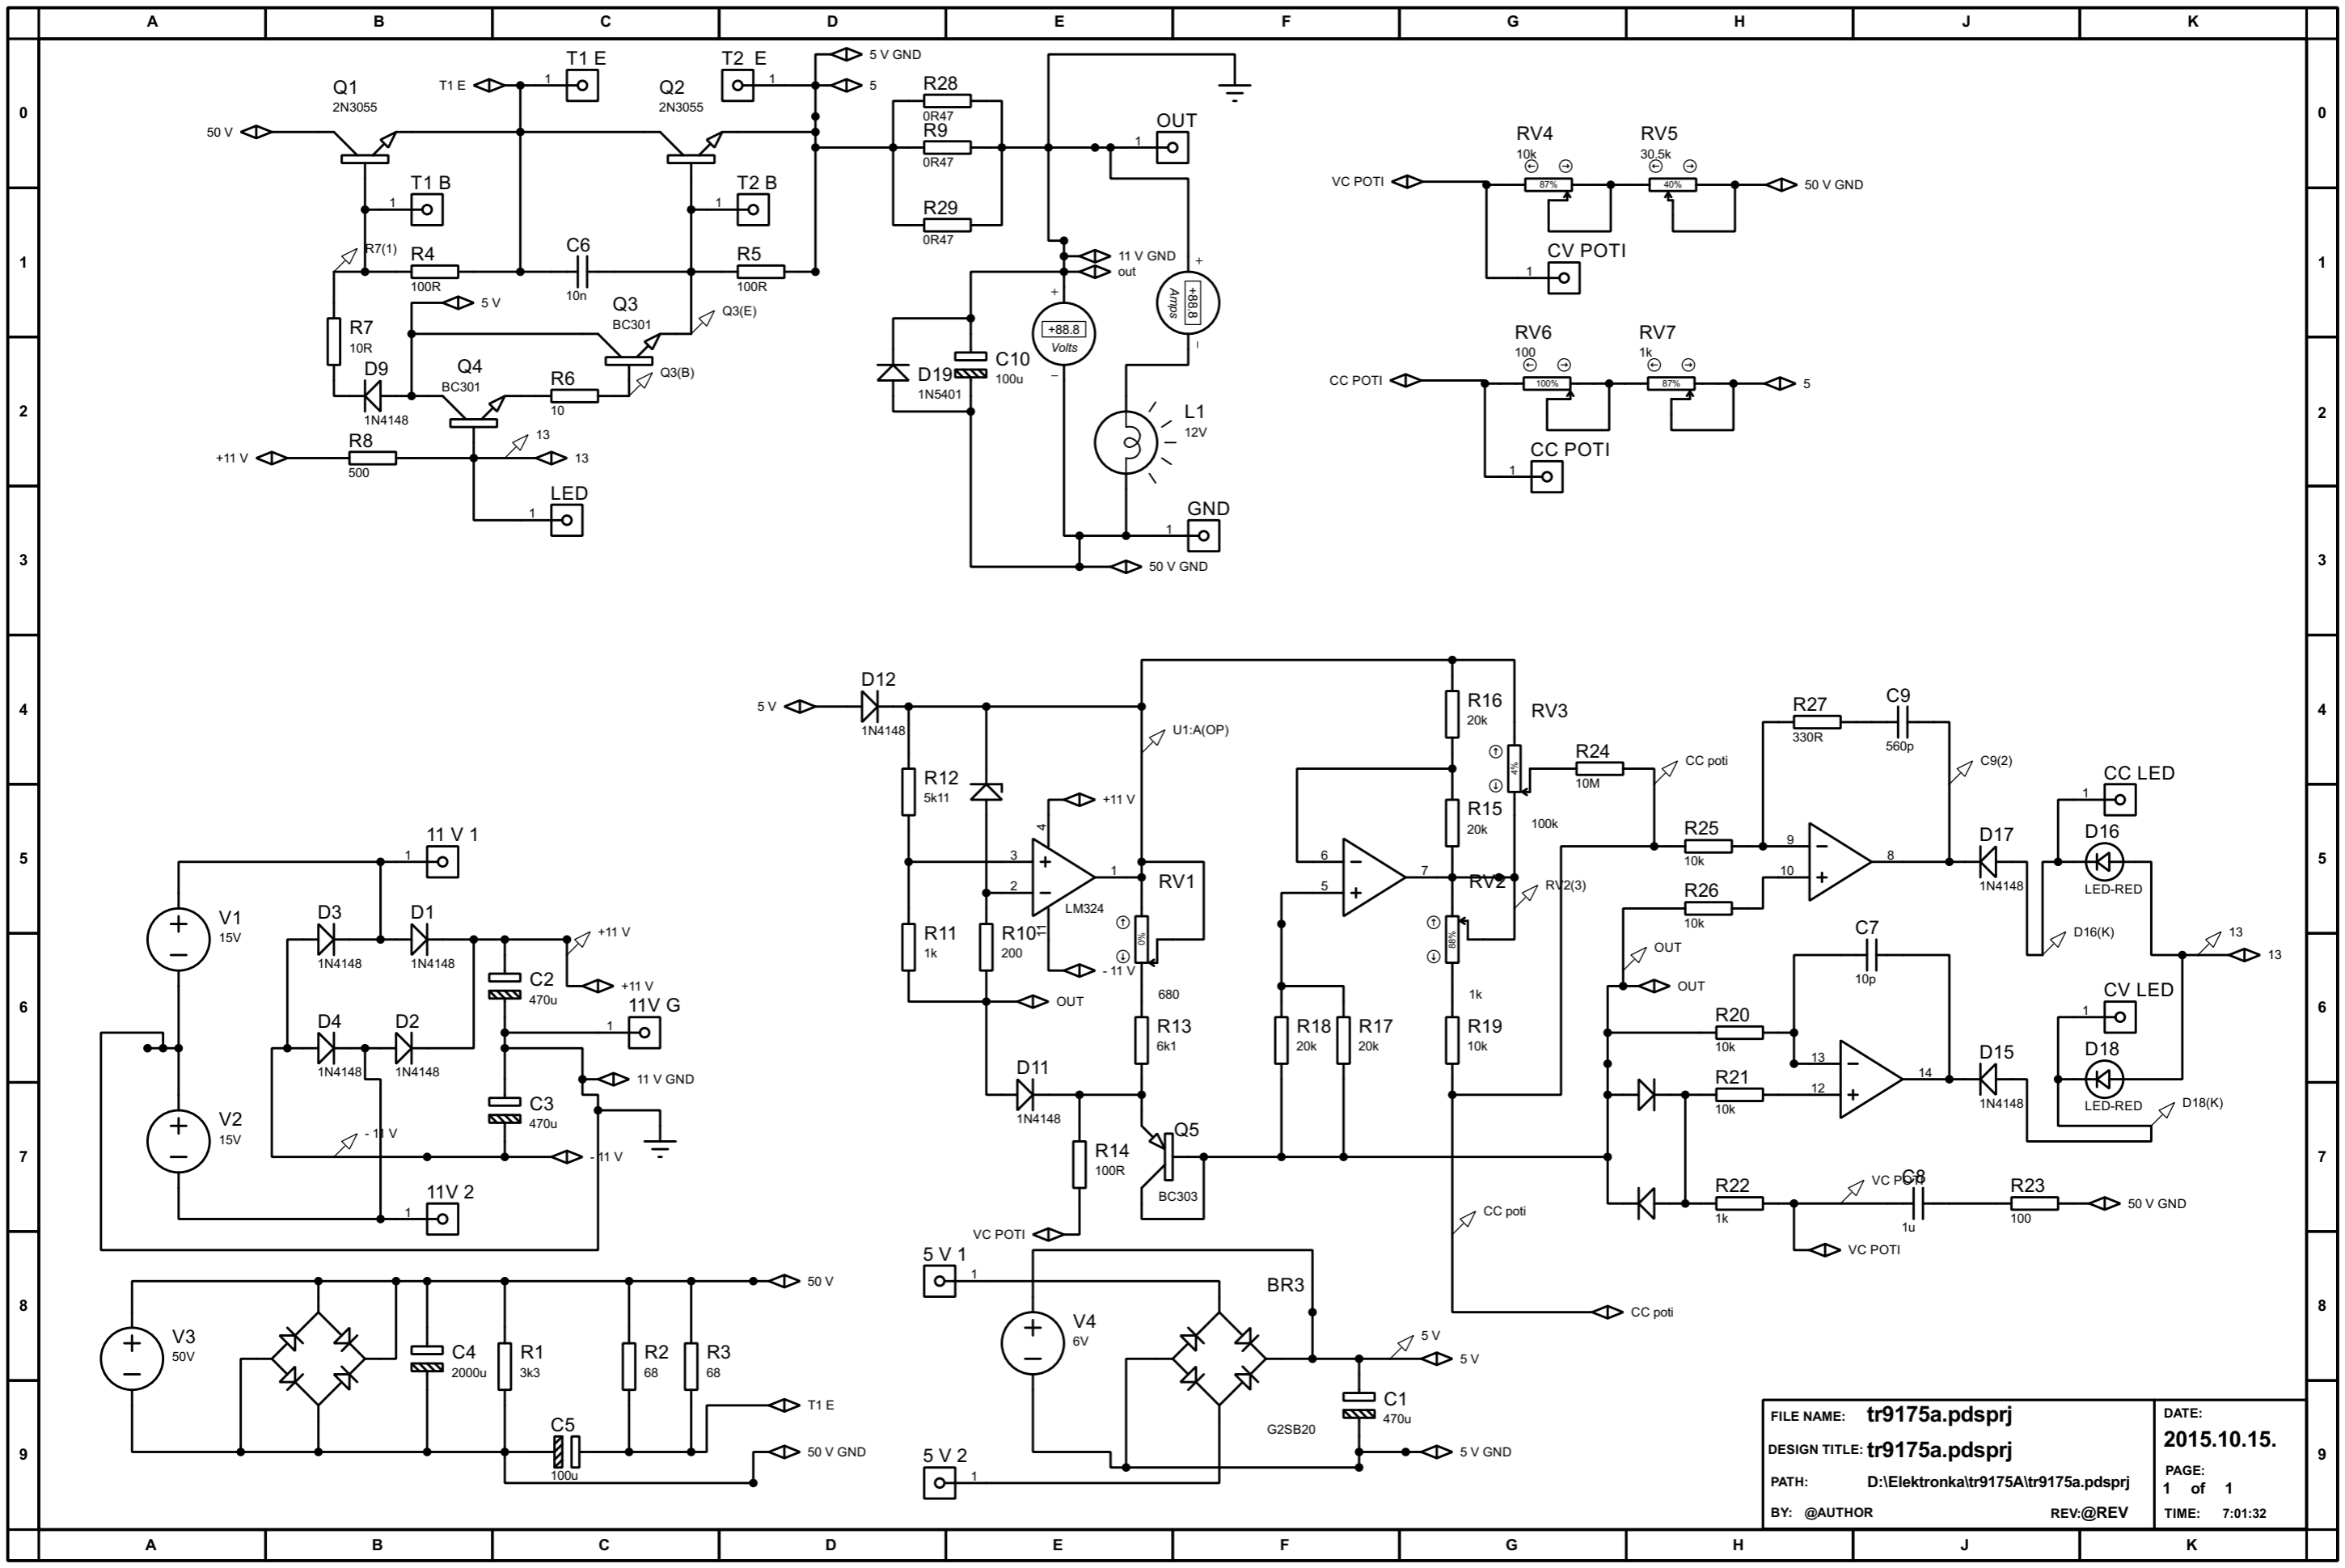 A B C D E F G H J K
0 0
1 1
2 2
3 3
4 4
5 5
6 6
7 7
8 8
9 9
Q1
2N3055
50 V
T1 E
T1 E
1
Q2
2N3055
T2 E
1
5 V GND
5
T1 B
1
T2 B
1
R7(1)
R4
100R
C6
10n
R5
100R
5 V
Q3
BC301
Q3(E)
R7
10R
D9
1N4148
Q4
BC301
R6
10
Q3(B)
+11 V
R8
500
13
13
LED
1
R28
0R47
R9
0R47
R29
0R47
OUT
1
11 V GND
out
+
+88.8
Volts
−
+
+88.8
Amps
−
D19
1N5401
C10
100u
L1
12V
GND
1
50 V GND
RV4
10k
87%
RV5
30.5k
40%
VC POTI
50 V GND
CV POTI
1
RV6
100
100%
RV7
1k
87%
CC POTI
5
CC POTI
1
5 V
D12
1N4148
R12
5k11
U1:A(OP)
+11 V
4
3
2
1
11
LM324
- 11 V
R11
1k
R10
200
OUT
RV1
0%
680
R13
6k1
D11
1N4148
R14
100R
Q5
BC303
VC POTI
R16
20k
RV3
4%
100k
R15
20k
R24
10M
CC poti
6
5
7
RV2
RV2(3)
88%
1k
R18
20k
R17
20k
R19
10k
CC poti
CC poti
R27
330R
C9
560p
C9(2)
R25
10k
R26
10k
9
10
8
D17
1N4148
CC LED
1
D16
LED-RED
D16(K)
OUT
OUT
C7
10p
13
13
R20
10k
R21
10k
13
12
14
D15
1N4148
CV LED
1
D18
LED-RED
D18(K)
R22
1k
VC POTI
C8
1u
R23
100
50 V GND
VC POTI
11 V 1
1
V1
15V
D3
1N4148
D1
1N4148
+11 V
+11 V
C2
470u
11V G
1
D4
1N4148
D2
1N4148
11 V GND
C3
470u
V2
15V
- 11 V
- 11 V
11V 2
1
50 V
V3
50V
C4
2000u
R1
3k3
R2
68
R3
68
T1 E
C5
100u
50 V GND
5 V 1
1
V4
6V
BR3
G2SB20
5 V
5 V
C1
470u
5 V GND
5 V 2
1
FILE NAME: tr9175a.pdsprj
DESIGN TITLE: tr9175a.pdsprj
PATH: D:\Elektronka\tr9175A\tr9175a.pdsprj
BY: @AUTHOR REV:@REV
DATE:
2015.10.15.
PAGE:
1 of 1
TIME: 7:01:32
A B C D E F G H J K